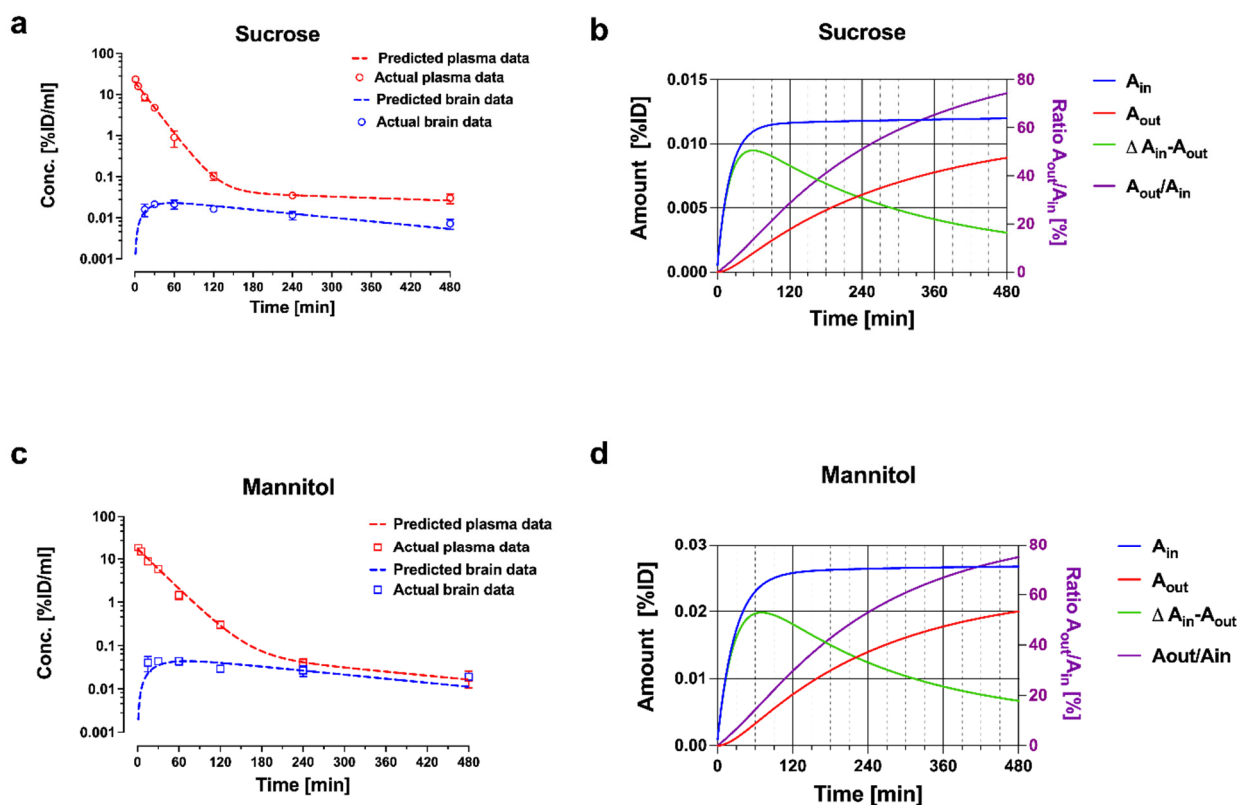 a
Sucrose
Predicted plasma data
Actual plasma data
Predicted brain data
Actual brain data
Conc. [%ID/ml]
100
10
1
0.1
0.01
0.001
0 60 120 180 240 300 360 420 480
Time [min]
b
Sucrose
Amount [%ID]
0.015
0.010
0.005
0.000
0 120 240 360 480
Time [min]
80
60
40
20
0
Ratio Aout/Ain [%]
Ain
Aout
Δ Ain-Aout
Aout/Ain
c
Mannitol
Predicted plasma data
Actual plasma data
Predicted brain data
Actual brain data
Conc. [%ID/ml]
100
10
1
0.1
0.01
0.001
0 60 120 180 240 300 360 420 480
Time [min]
d
Mannitol
Amount [%ID]
0.03
0.02
0.01
0.00
0 120 240 360 480
Time [min]
80
60
40
20
0
Ratio Aout/Ain [%]
Ain
Aout
Δ Ain-Aout
Aout/Ain